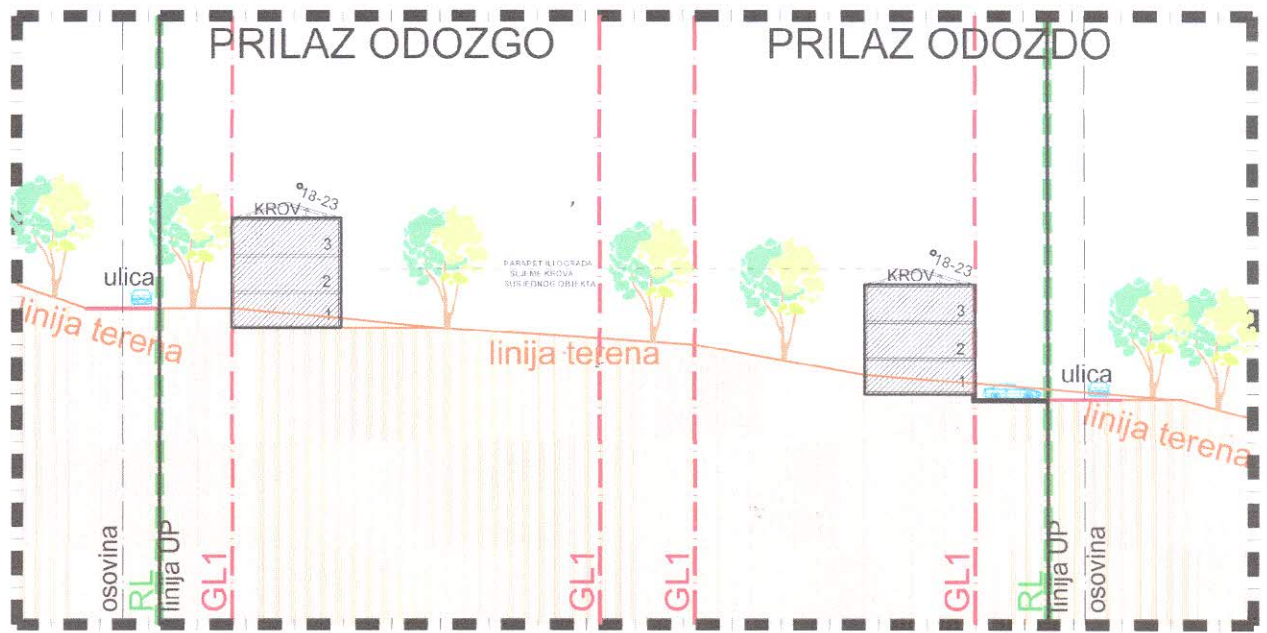 PRILAZ ODOZGO
PRILAZ ODOZDO
°18-23
KROV
3
2
1
ulica
linija terena
PARAPET ILI OGRADA
SLJEME KROVA
SUSJEDNOG OBJEKTA
linija terena
°18-23
KROV
3
2
1
ulica
linija terena
osovina
RL
linija UP
GL1
GL1
GL1
GL1
RL
linija UP
osovina